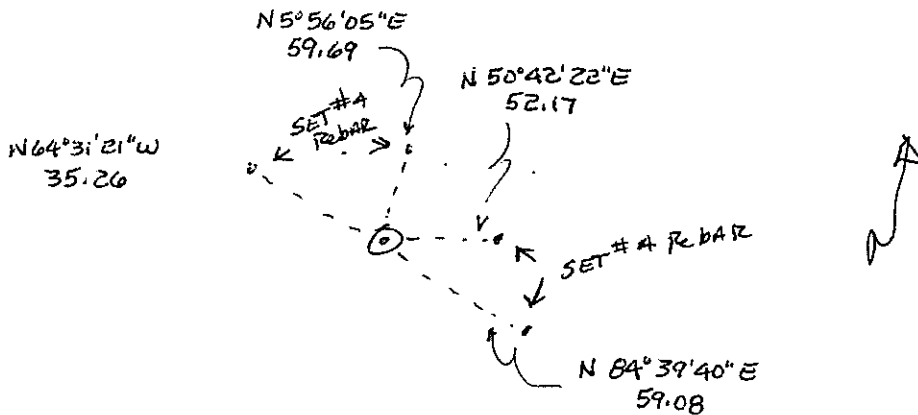 N 5° 56' 05" E
59.69
N 50° 42' 22" E
52.17
SET #4
RebAR
N 64° 31' 21" W
35.26
SET #4 RebAR
N 84° 39' 40" E
59.08